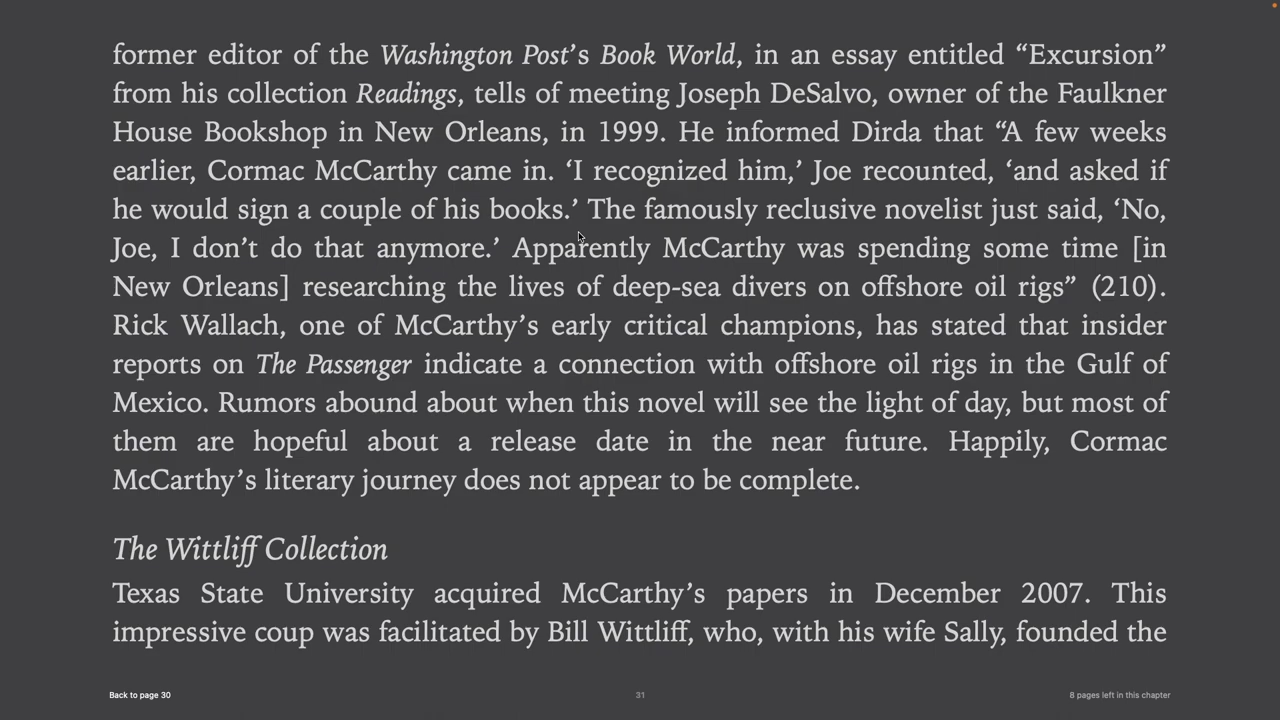 former editor of the Washington Post’s Book World, in an essay entitled “Excursion”
from his collection Readings, tells of meeting Joseph DeSalvo, owner of the Faulkner
House Bookshop in New Orleans, in 1999. He informed Dirda that “A few weeks
earlier, Cormac McCarthy came in. ‘I recognized him,’ Joe recounted, ‘and asked if
he would sign a couple of his books.’ The famously reclusive novelist just said, ‘No,
Joe, I don’t do that anymore.’ Apparently McCarthy was spending some time [in
New Orleans] researching the lives of deep-sea divers on offshore oil rigs” (210).
Rick Wallach, one of McCarthy’s early critical champions, has stated that insider
reports on The Passenger indicate a connection with offshore oil rigs in the Gulf of
Mexico. Rumors abound about when this novel will see the light of day, but most of
them are hopeful about a release date in the near future. Happily, Cormac
McCarthy’s literary journey does not appear to be complete.
The Wittliff Collection
Texas State University acquired McCarthy’s papers in December 2007. This
impressive coup was facilitated by Bill Wittliff, who, with his wife Sally, founded the
Back to page 30
31
8 pages left in this chapter